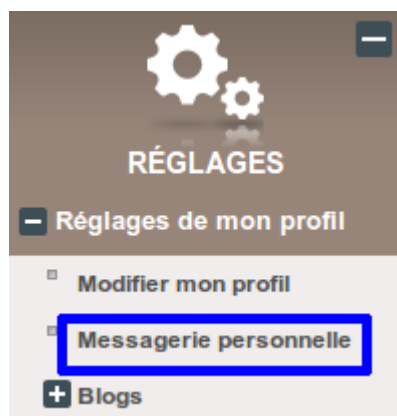 RÉGLAGES
Réglages de mon profil
Modifier mon profil
Messagerie personnelle
Blogs